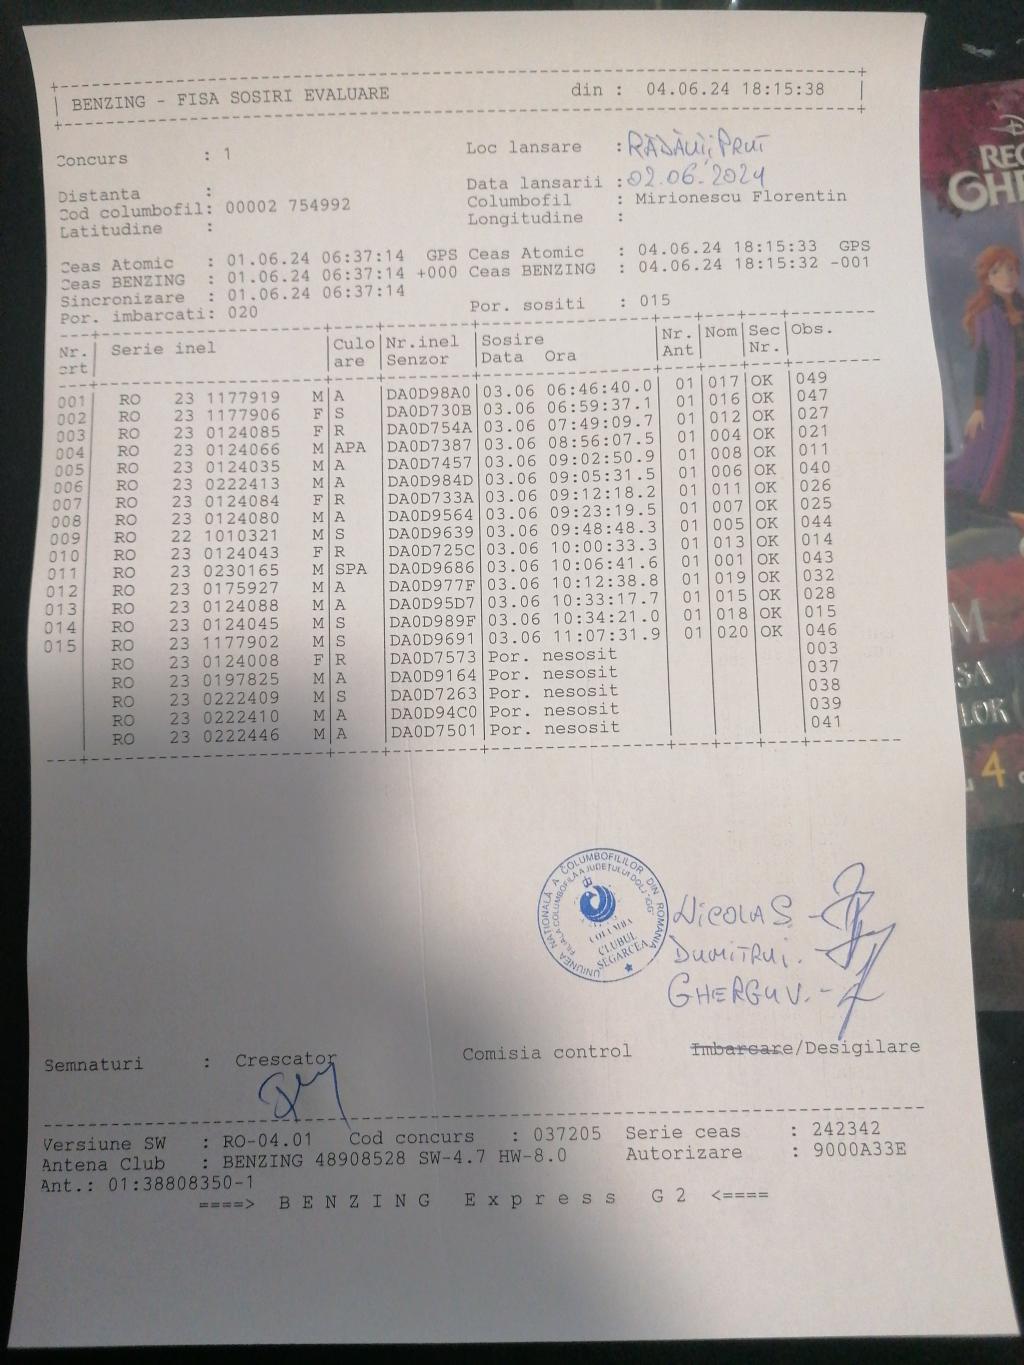 BENZING - FISA SOSIRI EVALUARE din : 04.06.24 18:15:38
Concurs : 1 Loc lansare : RĂDĂUȚI, PRUT
Distanta : Data lansarii : 02.06.2024
Cod columbofil: 00002 754992 Columbofil : Mirionescu Florentin
Latitudine : Longitudine :
Ceas Atomic : 01.06.24 06:37:14 GPS Ceas Atomic : 04.06.24 18:15:33 GPS
Ceas BENZING : 01.06.24 06:37:14 +000 Ceas BENZING : 04.06.24 18:15:32 -001
Sincronizare : 01.06.24 06:37:14
Por. imbarcati: 020 Por. sositi : 015
Nr. Serie inel Culo Nr.inel Sosire Nr. Nom Sec Obs.
crt are Senzor Data Ora Ant Nr.
001 RO 23 1177919 M A DA0D98A0 03.06 06:46:40.0 01 017 OK 049
002 RO 23 1177906 F S DA0D730B 03.06 06:59:37.1 01 016 OK 047
003 RO 23 0124085 F R DA0D754A 03.06 07:49:09.7 01 012 OK 027
004 RO 23 0124066 M APA DA0D7387 03.06 08:56:07.5 01 004 OK 021
005 RO 23 0124035 M A DA0D7457 03.06 09:02:50.9 01 008 OK 011
006 RO 23 0222413 M A DA0D984D 03.06 09:05:31.5 01 006 OK 040
007 RO 23 0124084 F R DA0D733A 03.06 09:12:18.2 01 011 OK 026
008 RO 23 0124080 M A DA0D9564 03.06 09:23:19.5 01 007 OK 025
009 RO 22 1010321 M S DA0D9639 03.06 09:48:48.3 01 005 OK 044
010 RO 23 0124043 F R DA0D725C 03.06 10:00:33.3 01 013 OK 014
011 RO 23 0230165 M SPA DA0D9686 03.06 10:06:41.6 01 001 OK 043
012 RO 23 0175927 M A DA0D977F 03.06 10:12:38.8 01 019 OK 032
013 RO 23 0124088 M A DA0D95D7 03.06 10:33:17.7 01 015 OK 028
014 RO 23 0124045 M S DA0D989F 03.06 10:34:21.0 01 018 OK 015
015 RO 23 1177902 M S DA0D9691 03.06 11:07:31.9 01 020 OK 046
RO 23 0124008 F R DA0D7573 Por. nesosit 003
RO 23 0197825 M A DA0D9164 Por. nesosit 037
RO 23 0222409 M S DA0D7263 Por. nesosit 038
RO 23 0222410 M A DA0D94C0 Por. nesosit 039
RO 23 0222446 M A DA0D7501 Por. nesosit 041
UNIUNEA NAȚIONALĂ A COLUMBOFILILOR DIN ROMÂNIA
FILIALA COLUMBOFILĂ A JUDEȚULUI DOLJ
COLUMBA
CLUBUL
SEGARCEA
NICOLA S.
DUMITRU i.
GHERGU V.
Semnaturi : Crescator Comisia control Imbarcare/Desigilare
Versiune SW : RO-04.01 Cod concurs : 037205 Serie ceas : 242342
Antena Club : BENZING 48908528 SW-4.7 HW-8.0 Autorizare : 9000A33E
Ant.: 01:38808350-1
====> B E N Z I N G E x p r e s s G 2 <====
REG
GHE
4